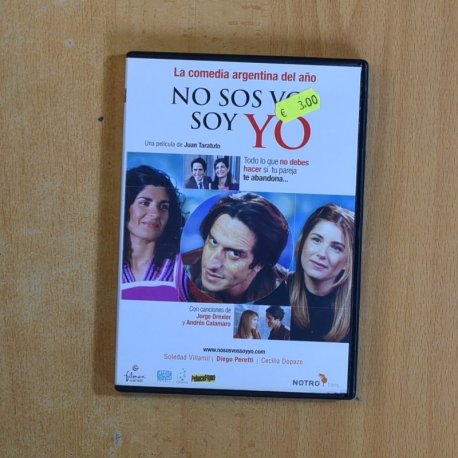 La comedia argentina del año
NO SOS VO
€ 3.00
SOY YO
Una película de Juan Taratuto
Todo lo que no debes
hacer si tu pareja
te abandona...
Con canciones de
Jorge Drexler
y Andrés Calamaro
www.nososvossoyyo.com
Soledad Villamil | Diego Peretti | Cecilia Dopazo
NOTRO films